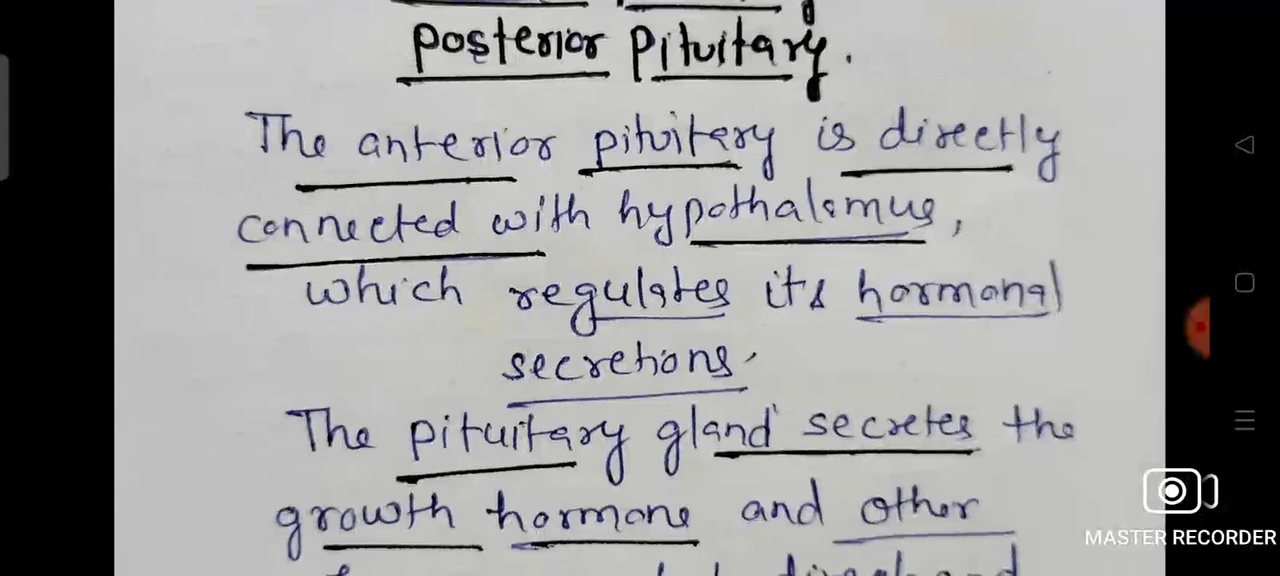 posterior pituitary.
The anterior pituitery is directly
connected with hypothalamus,
which regulates its hormonal
secretions.
The pituitary gland secretes the
growth hormone and other
MASTER RECORDER